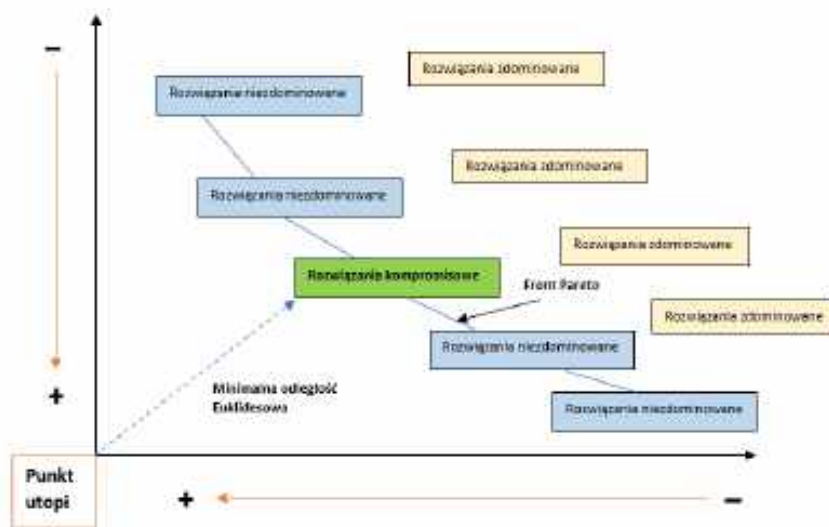 −
Rozwiązania zdominowane
Rozwiązania niezdominowane
Rozwiązania zdominowane
Rozwiązania niezdominowane
Rozwiązania zdominowane
Rozwiązania kompromisowe
Front Pareto
Rozwiązania zdominowane
Rozwiązania niezdominowane
Minimalna odległość
Euklidesowa
+
Rozwiązania niezdominowane
Punkt
utopi
+
−